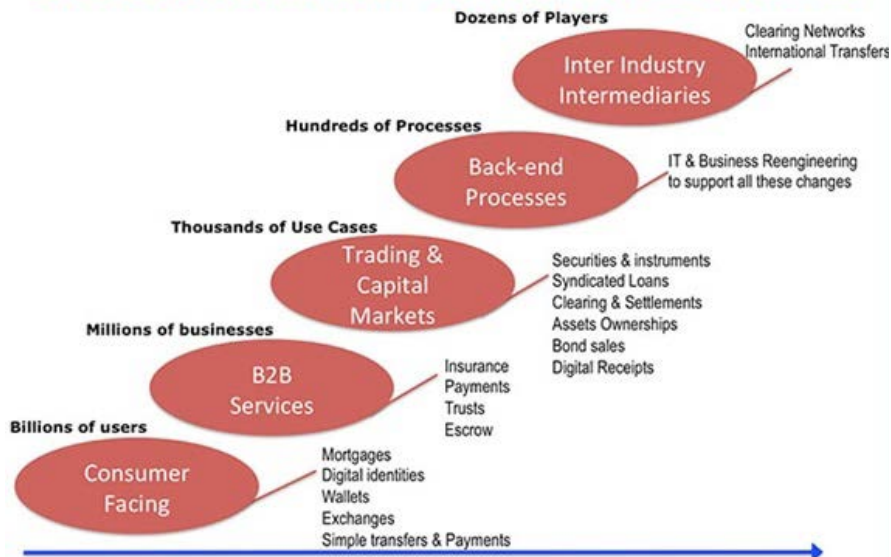 Dozens of Players
Inter Industry
Intermediaries
Clearing Networks
International Transfers
Hundreds of Processes
Back-end
Processes
IT & Business Reengineering
to support all these changes
Thousands of Use Cases
Trading &
Capital
Markets
Securities & instruments
Syndicated Loans
Clearing & Settlements
Assets Ownerships
Bond sales
Digital Receipts
Millions of businesses
B2B
Services
Insurance
Payments
Trusts
Escrow
Billions of users
Consumer
Facing
Mortgages
Digital identities
Wallets
Exchanges
Simple transfers & Payments